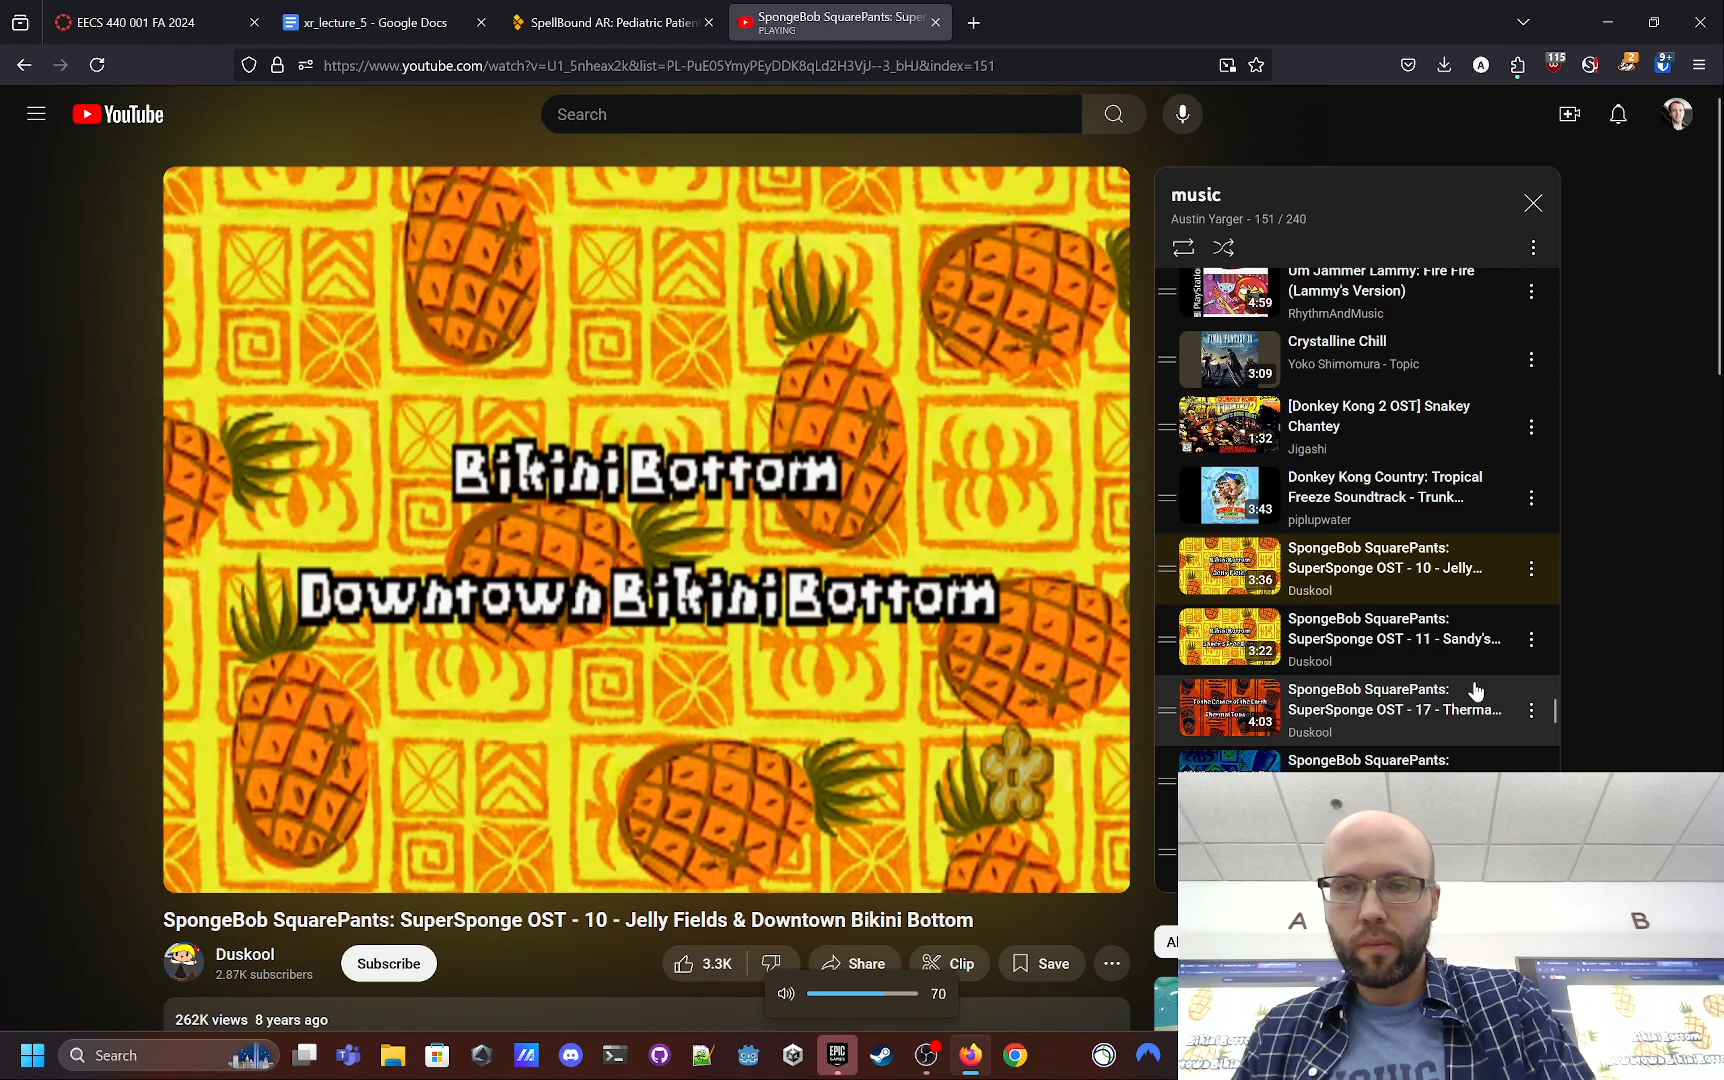 EECS 440 001 FA 2024
xr_lecture_5 - Google Docs
SpellBound AR: Pediatric Patien
SpongeBob SquarePants: Super
PLAYING
https://www.youtube.com/watch?v=U1_5nheax2k&list=PL-PuE05YmyPEyDDK8qLd2H3VjJ--3_bHJ&index=151
115
2
9+
YouTube
Search
Bikini Bottom
Downtown Bikini Bottom
music
Austin Yarger - 151 / 240
Um Jammer Lammy: Fire Fire
(Lammy's Version)
RhythmAndMusic
4:59
Crystalline Chill
Yoko Shimomura - Topic
3:09
[Donkey Kong 2 OST] Snakey
Chantey
Jigashi
1:32
Donkey Kong Country: Tropical
Freeze Soundtrack - Trunk...
piplupwater
3:43
SpongeBob SquarePants:
SuperSponge OST - 10 - Jelly...
Duskool
3:36
SpongeBob SquarePants:
SuperSponge OST - 11 - Sandy's...
Duskool
3:22
SpongeBob SquarePants:
SuperSponge OST - 17 - Therma...
Duskool
4:03
SpongeBob SquarePants:
SpongeBob SquarePants: SuperSponge OST - 10 - Jelly Fields & Downtown Bikini Bottom
Duskool
2.87K subscribers
Subscribe
3.3K
Share
Clip
Save
70
262K views 8 years ago
A
B
Search
EPIC
GAMES